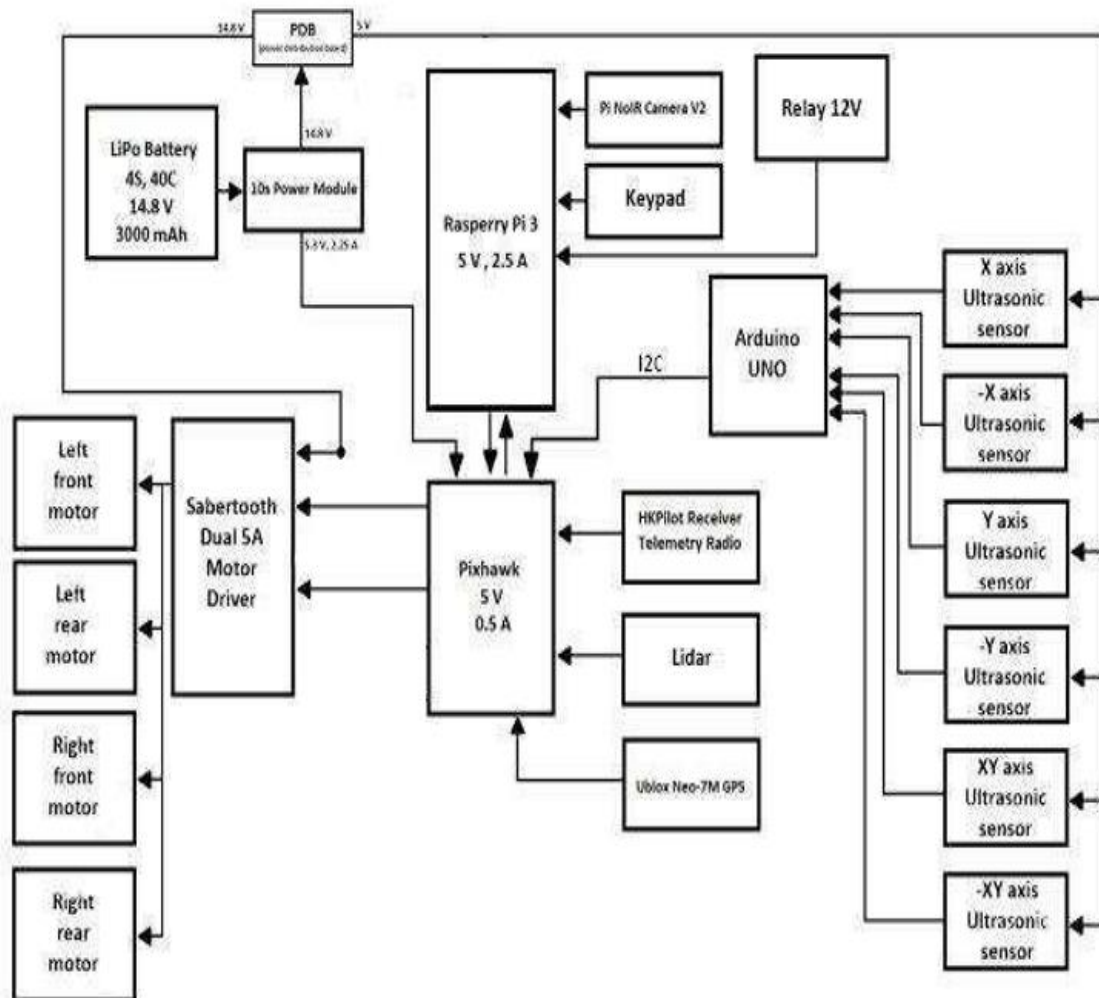 14.8 V
PDB
(power distribution board)
5 V
LiPo Battery
4S, 40C
14.8 V
3000 mAh
14.8 V
10s Power Module
5.3 V, 2.25 A
Rasperry Pi 3
5 V , 2.5 A
Pi NoIR Camera V2
Keypad
Relay 12V
Arduino
UNO
I2C
X axis
Ultrasonic
sensor
-X axis
Ultrasonic
sensor
Y axis
Ultrasonic
sensor
-Y axis
Ultrasonic
sensor
XY axis
Ultrasonic
sensor
-XY axis
Ultrasonic
sensor
Left
front
motor
Left
rear
motor
Right
front
motor
Right
rear
motor
Sabertooth
Dual 5A
Motor
Driver
Pixhawk
5 V
0.5 A
HKPilot Receiver
Telemetry Radio
Lidar
Ublox Neo-7M GPS